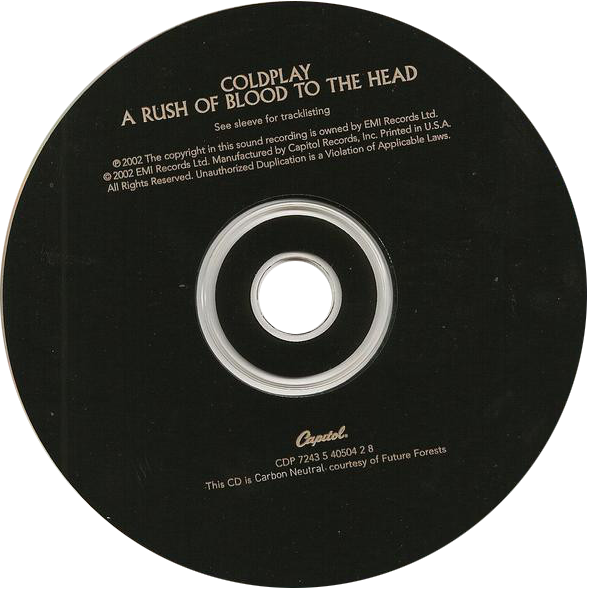 COLDPLAY
A RUSH OF BLOOD TO THE HEAD
See sleeve for tracklisting
℗ 2002 The copyright in this sound recording is owned by EMI Records Ltd.
© 2002 EMI Records Ltd. Manufactured by Capitol Records, Inc. Printed in U.S.A.
All Rights Reserved. Unauthorized Duplication is a Violation of Applicable Laws.
Capitol.
CDP 7243 5 40504 2 8
·This CD is Carbon Neutral· courtesy of Future Forests